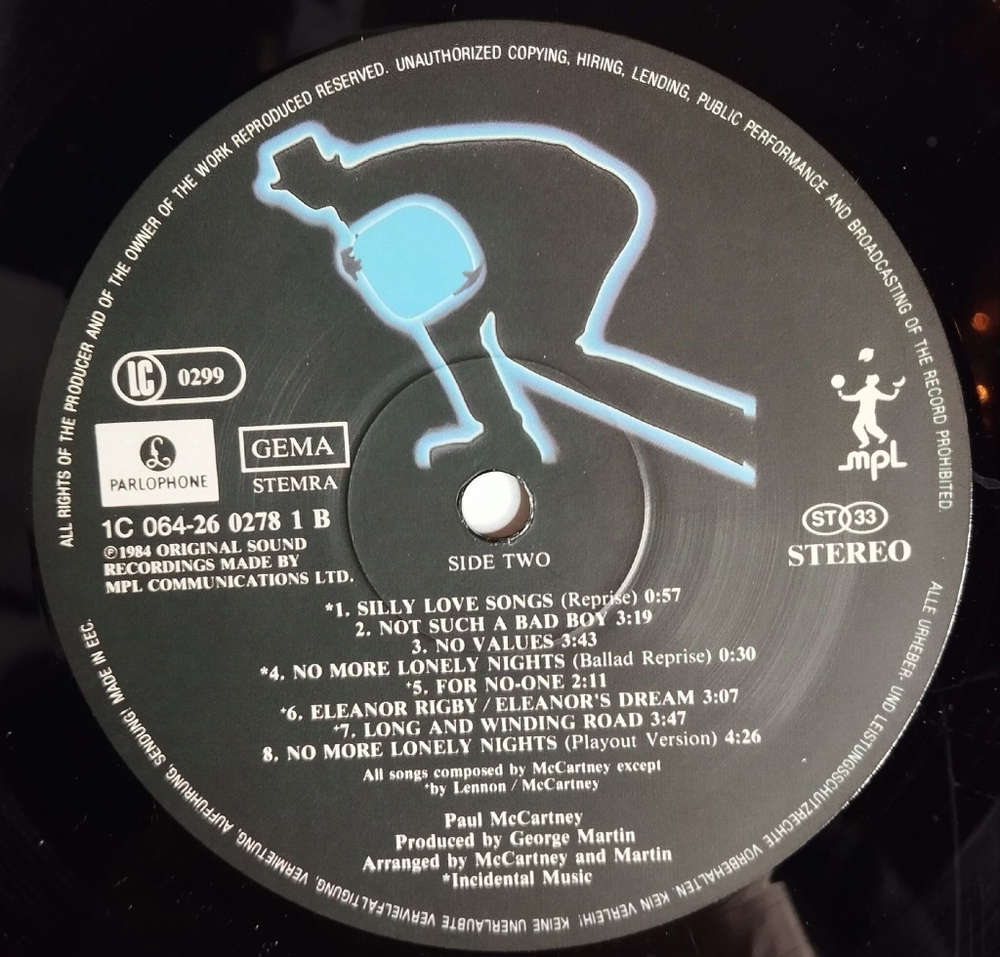 ALL RIGHTS OF THE PRODUCER AND OF THE OWNER OF THE WORK REPRODUCED RESERVED. UNAUTHORIZED COPYING, HIRING, LENDING, PUBLIC PERFORMANCE AND BROADCASTING OF THE RECORD PROHIBITED.
LC 0299
£
PARLOPHONE
GEMA
STEMRA
1C 064-26 0278 1 B
℗1984 ORIGINAL SOUND
RECORDINGS MADE BY
MPL COMMUNICATIONS LTD.
mpL
ST 33
STEREO
SIDE TWO
*1. SILLY LOVE SONGS (Reprise) 0:57
2. NOT SUCH A BAD BOY 3:19
3. NO VALUES 3:43
*4. NO MORE LONELY NIGHTS (Ballad Reprise) 0:30
+5. FOR NO-ONE 2:11
+6. ELEANOR RIGBY / ELEANOR'S DREAM 3:07
+7. LONG AND WINDING ROAD 3:47
8. NO MORE LONELY NIGHTS (Playout Version) 4:26
All songs composed by McCartney except
+by Lennon / McCartney
Paul McCartney
Produced by George Martin
Arranged by McCartney and Martin
*Incidental Music
ALLE URHEBER- UND LEISTUNGSSCHUTZRECHTE VORBEHALTEN. KEIN VERLEIH! KEINE UNERLAUBTE VERVIELFÄLTIGUNG, VERMIETUNG, AUFFÜHRUNG, SENDUNG! MADE IN EEC.